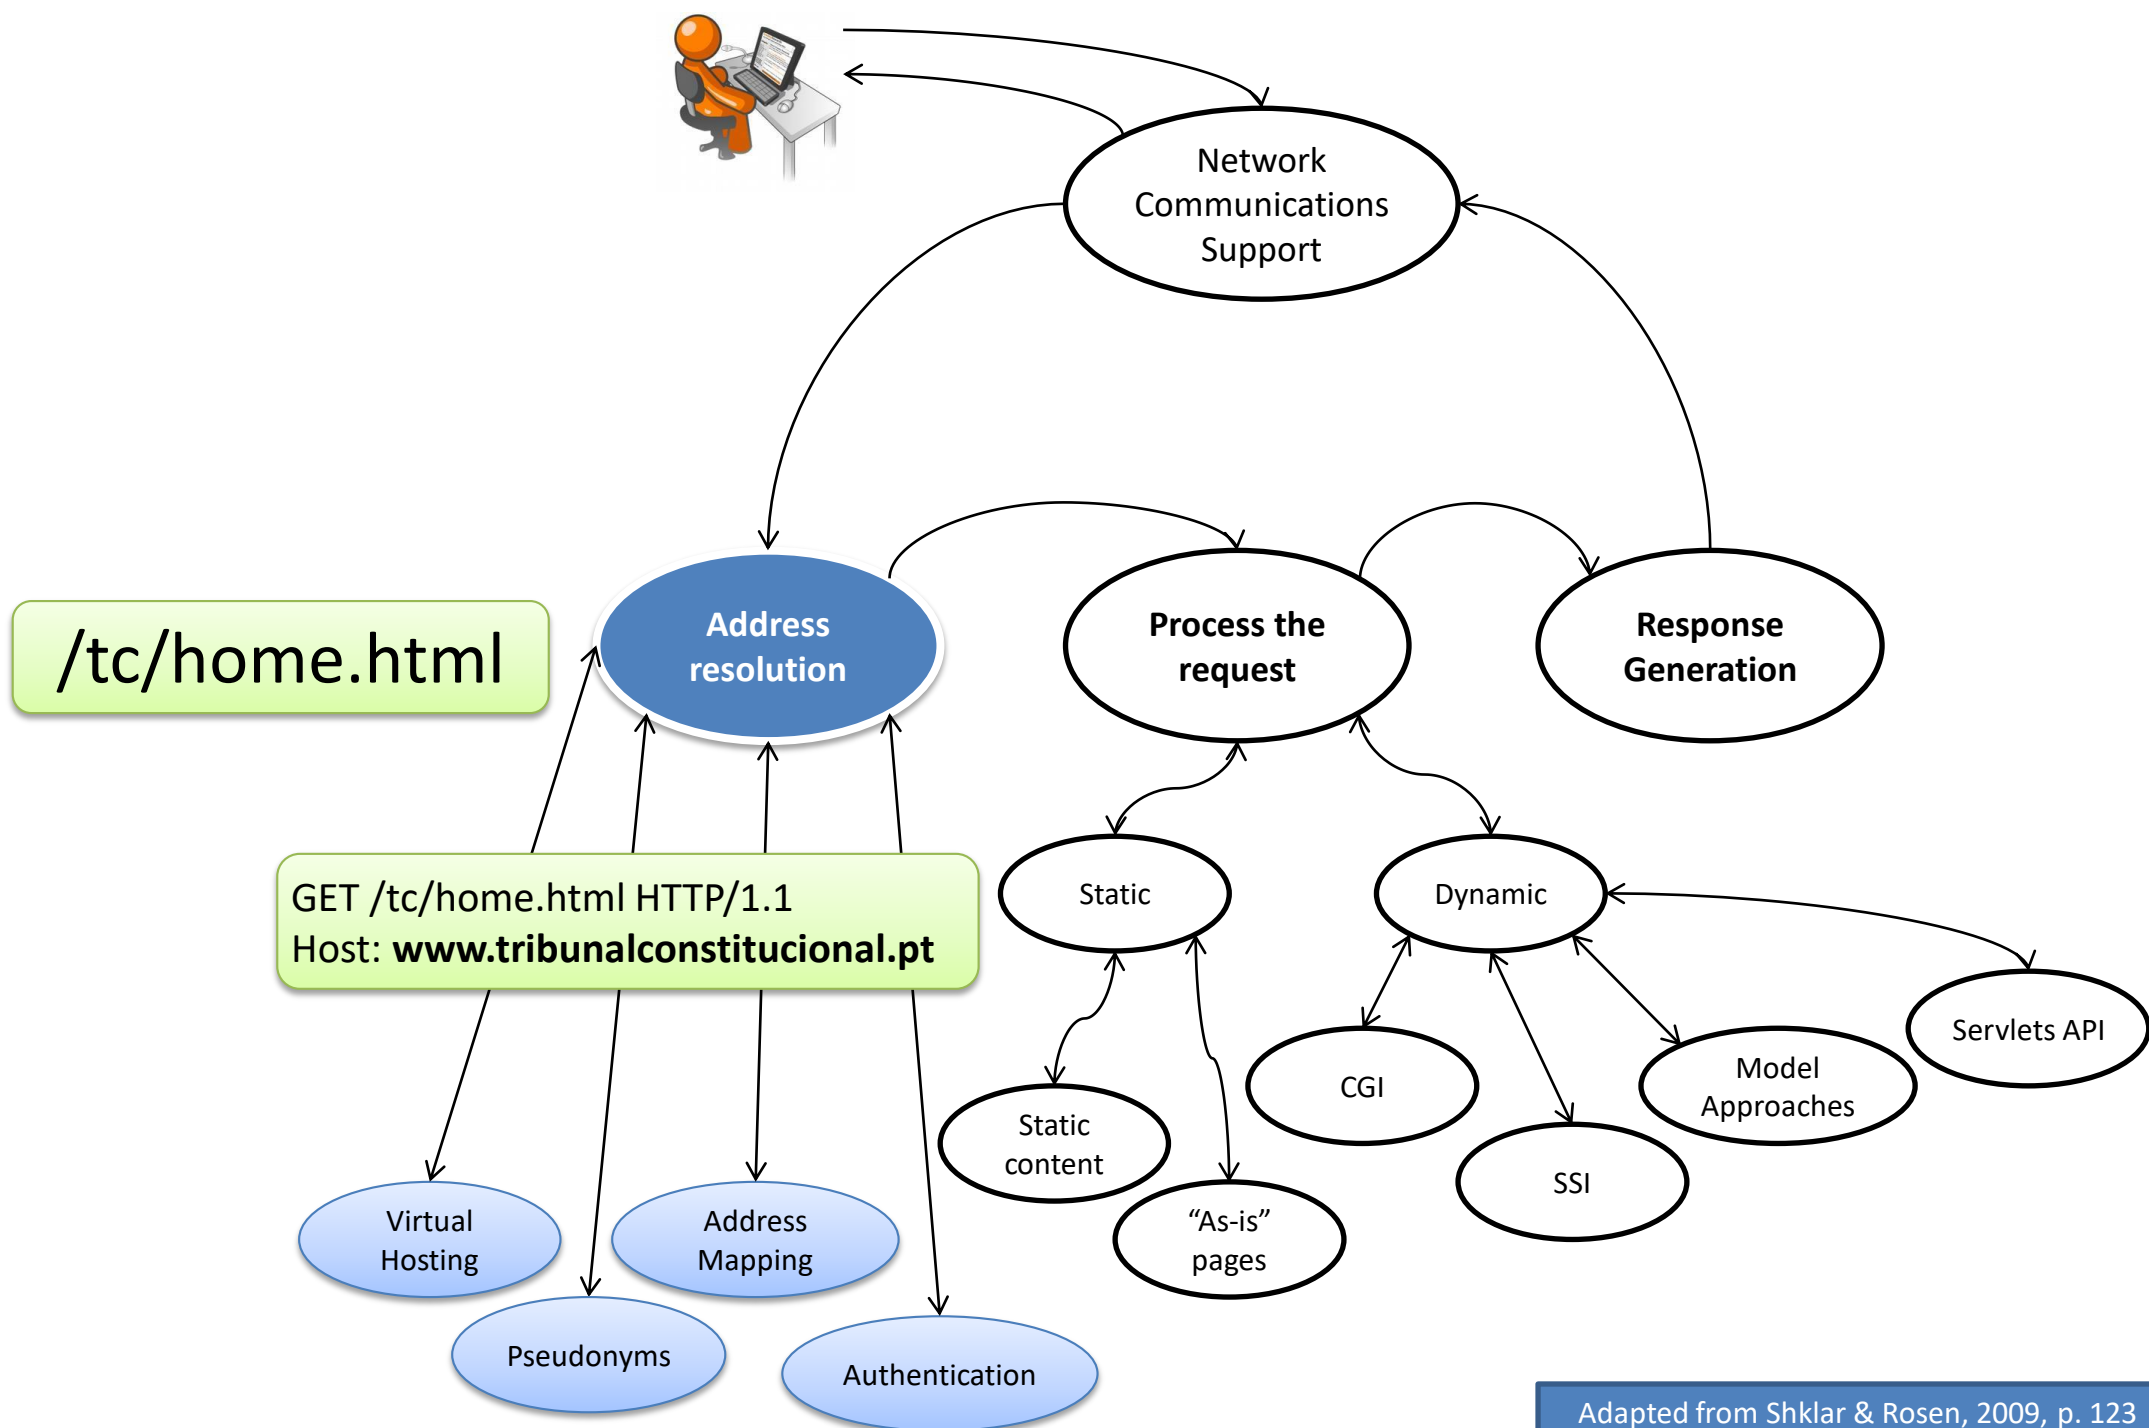 Network
Communications
Support
/tc/home.html
Address
resolution
Process the
request
Response
Generation
GET /tc/home.html HTTP/1.1
Host: www.tribunalconstitucional.pt
Static
Dynamic
Servlets API
Static
content
CGI
Model
Approaches
SSI
Virtual
Hosting
Address
Mapping
“As-is”
pages
Pseudonyms
Authentication
Adapted from Shklar & Rosen, 2009, p. 123